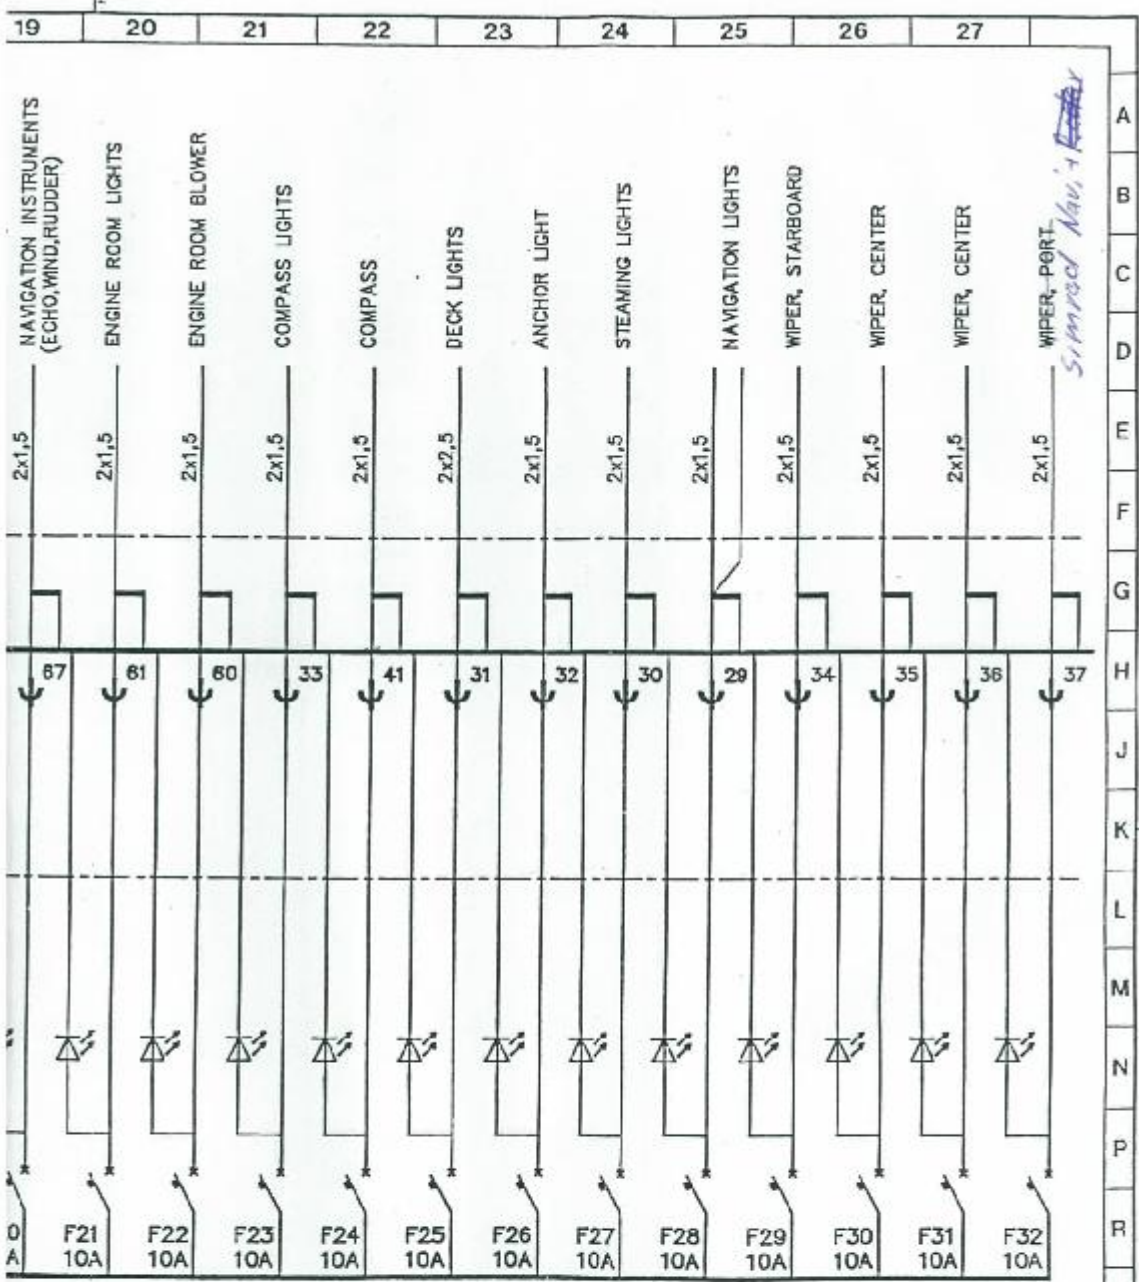 19 20 21 22 23 24 25 26 27
NAVIGATION INSTRUMENTS
(ECHO,WIND,RUDDER)
ENGINE ROOM LIGHTS
ENGINE ROOM BLOWER
COMPASS LIGHTS
COMPASS
DECK LIGHTS
ANCHOR LIGHT
STEAMING LIGHTS
NAVIGATION LIGHTS
WIPER, STARBOARD
WIPER, CENTER
WIPER, CENTER
WIPER, PORT
Simrad Nav, +
2x1,5 2x1,5 2x1,5 2x1,5 2x1,5 2x2,5 2x1,5 2x1,5 2x1,5 2x1,5 2x1,5 2x1,5 2x1,5
67 61 60 33 41 31 32 30 29 34 35 36 37
0 F21 F22 F23 F24 F25 F26 F27 F28 F29 F30 F31 F32
A 10A 10A 10A 10A 10A 10A 10A 10A 10A 10A 10A 10A
A
B
C
D
E
F
G
H
J
K
L
M
N
P
R